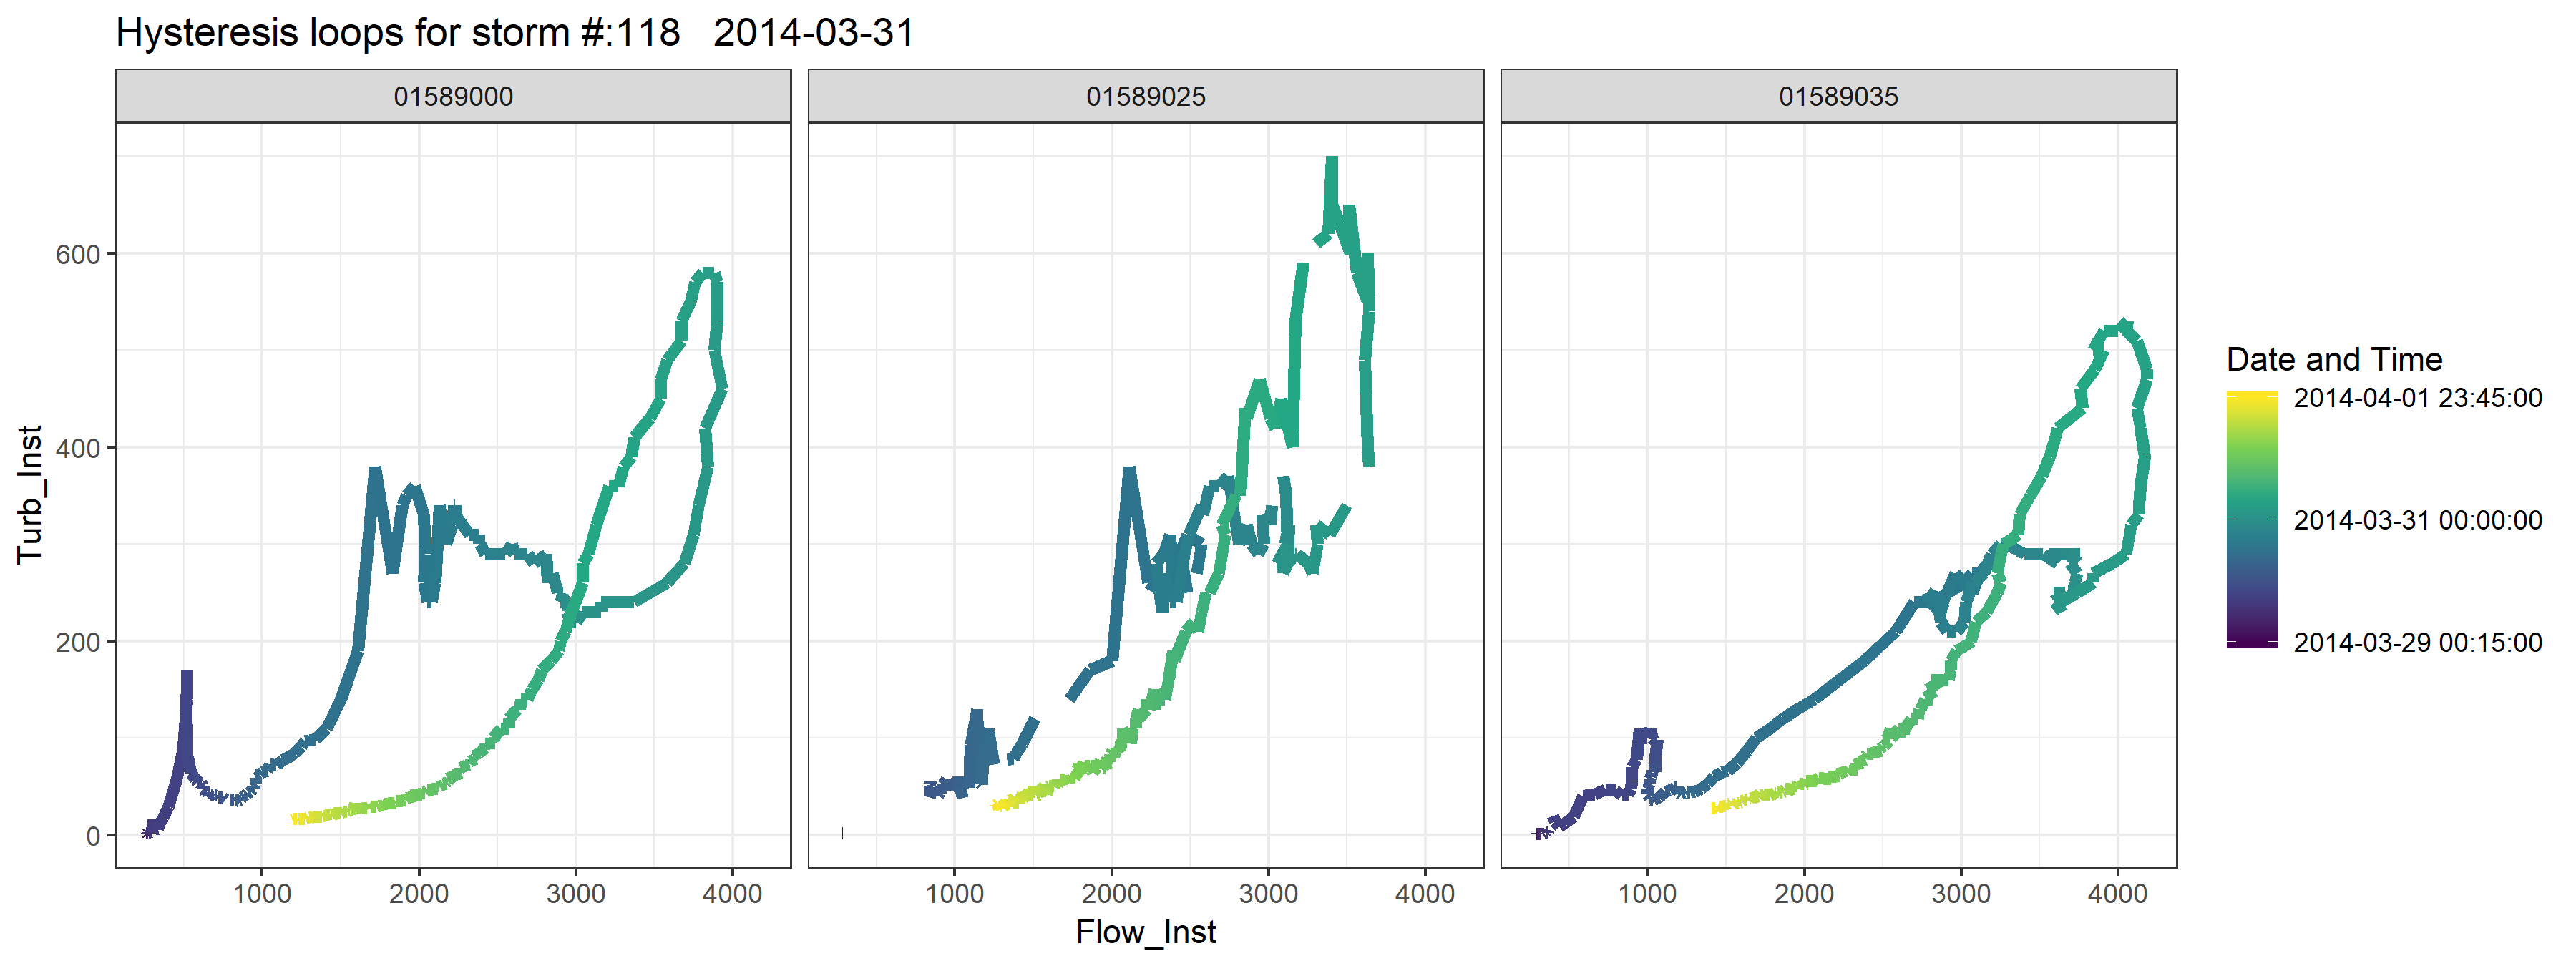 Hysteresis loops for storm #:118   2014-03-31
01589000
01589025
01589035
Turb_Inst
600
400
200
0
1000 2000 3000 4000
1000 2000 3000 4000
1000 2000 3000 4000
Flow_Inst
Date and Time
2014-04-01 23:45:00
2014-03-31 00:00:00
2014-03-29 00:15:00